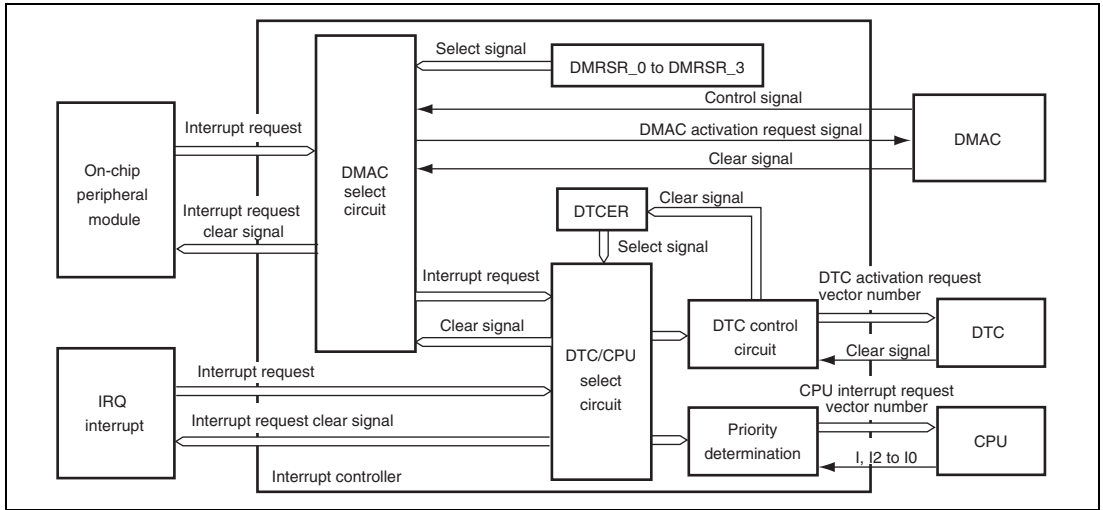 Select signal
DMRSR_0 to DMRSR_3
Control signal
Interrupt request
DMAC activation request signal
DMAC
On-chip
peripheral
module
DMAC
select
circuit
Clear signal
Interrupt request
clear signal
DTCER
Clear signal
Select signal
Interrupt request
DTC activation request
vector number
Clear signal
DTC control
circuit
DTC
DTC/CPU
select
circuit
Clear signal
IRQ
interrupt
Interrupt request
CPU interrupt request
vector number
Interrupt request clear signal
Priority
determination
CPU
I, I2 to I0
Interrupt controller